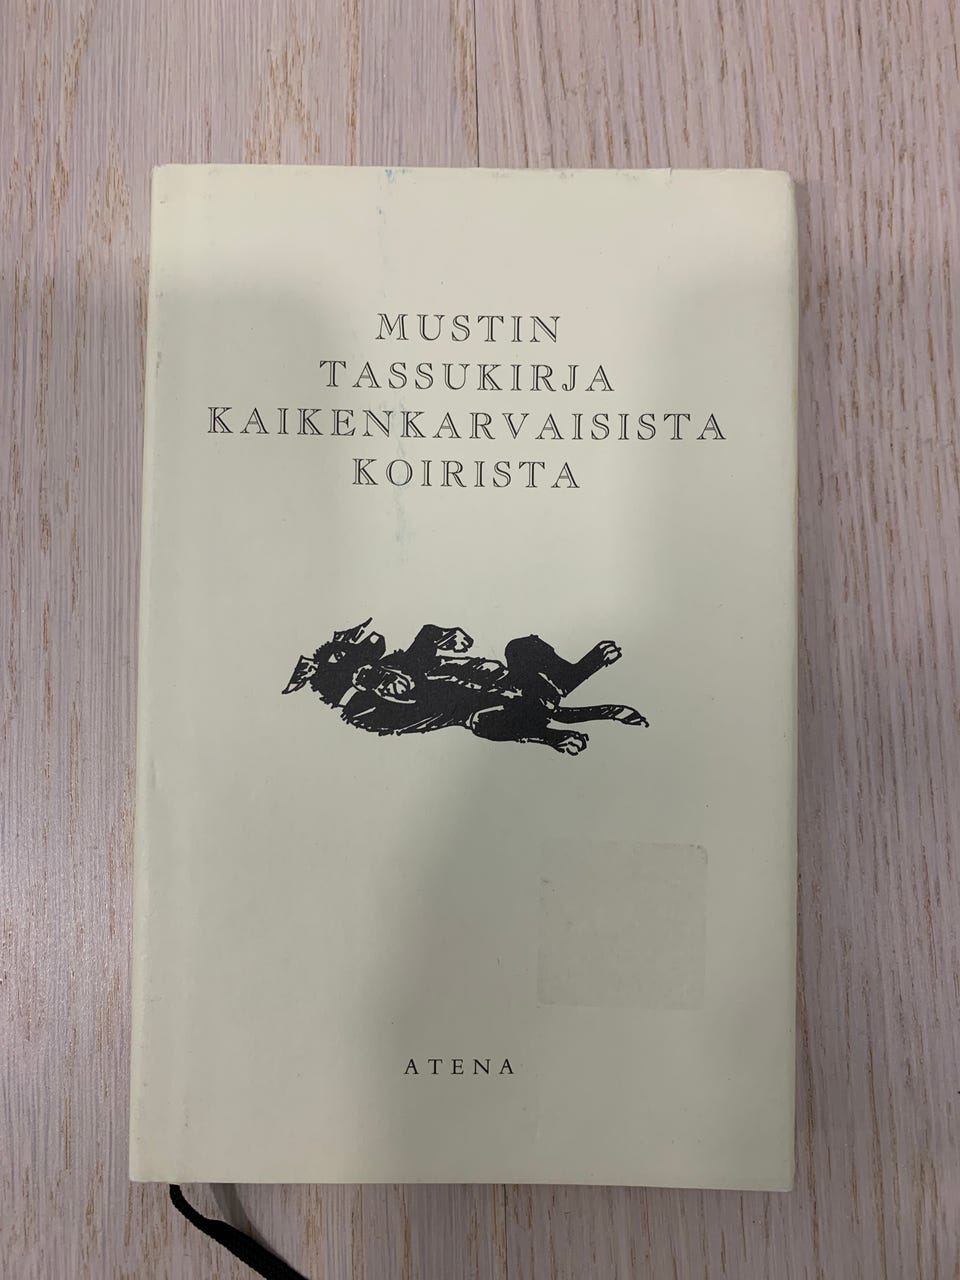 MUSTIN
TASSUKIRJA
KAIKENKARVAISISTA
KOIRISTA
ATENA